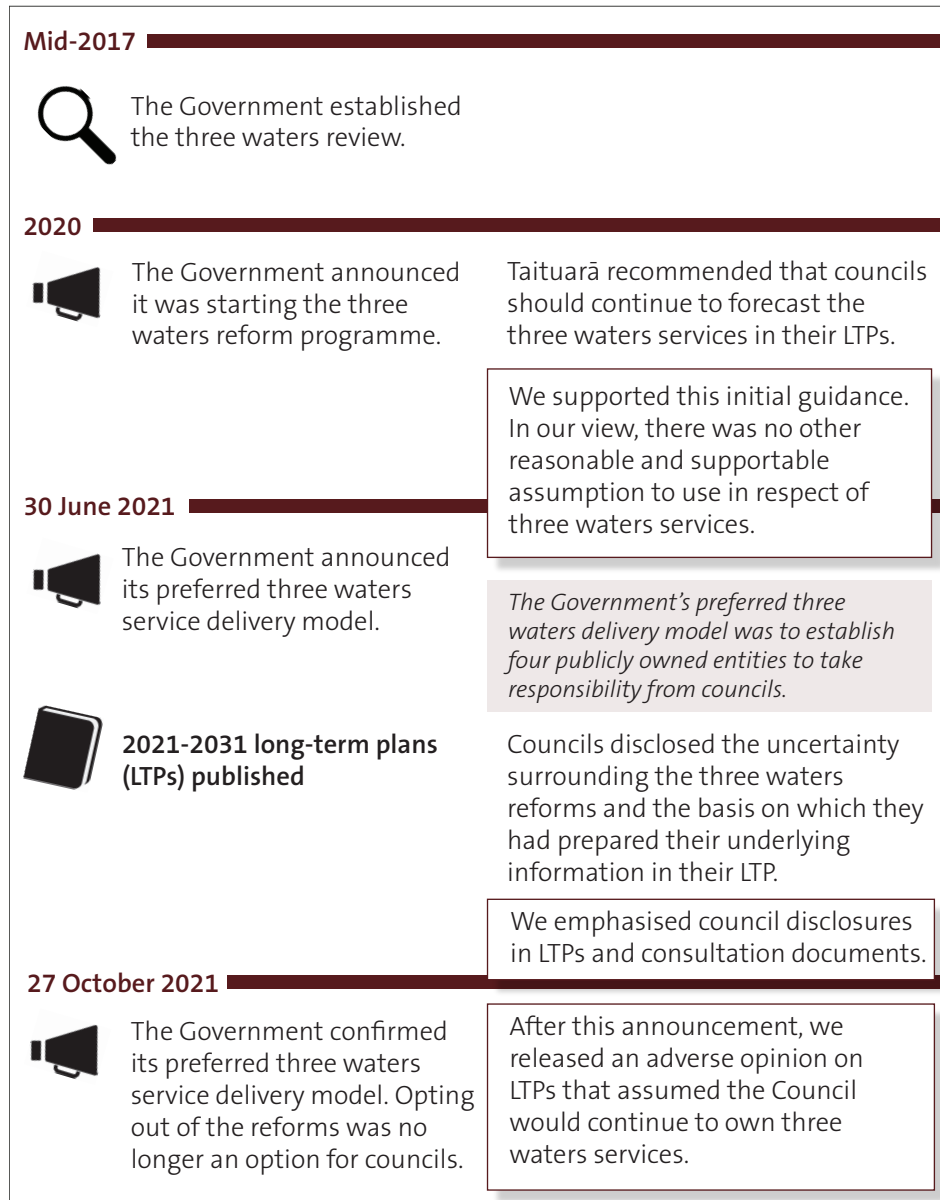 Mid-2017
The Government established
the three waters review.
2020
The Government announced
it was starting the three
waters reform programme.
Taituarā recommended that councils
should continue to forecast the
three waters services in their LTPs.
We supported this initial guidance.
In our view, there was no other
reasonable and supportable
assumption to use in respect of
three waters services.
30 June 2021
The Government announced
its preferred three waters
service delivery model.
The Government’s preferred three
waters delivery model was to establish
four publicly owned entities to take
responsibility from councils.
2021-2031 long-term plans
(LTPs) published
Councils disclosed the uncertainty
surrounding the three waters
reforms and the basis on which they
had prepared their underlying
information in their LTP.
We emphasised council disclosures
in LTPs and consultation documents.
27 October 2021
The Government confirmed
its preferred three waters
service delivery model. Opting
out of the reforms was no
longer an option for councils.
After this announcement, we
released an adverse opinion on
LTPs that assumed the Council
would continue to own three
waters services.